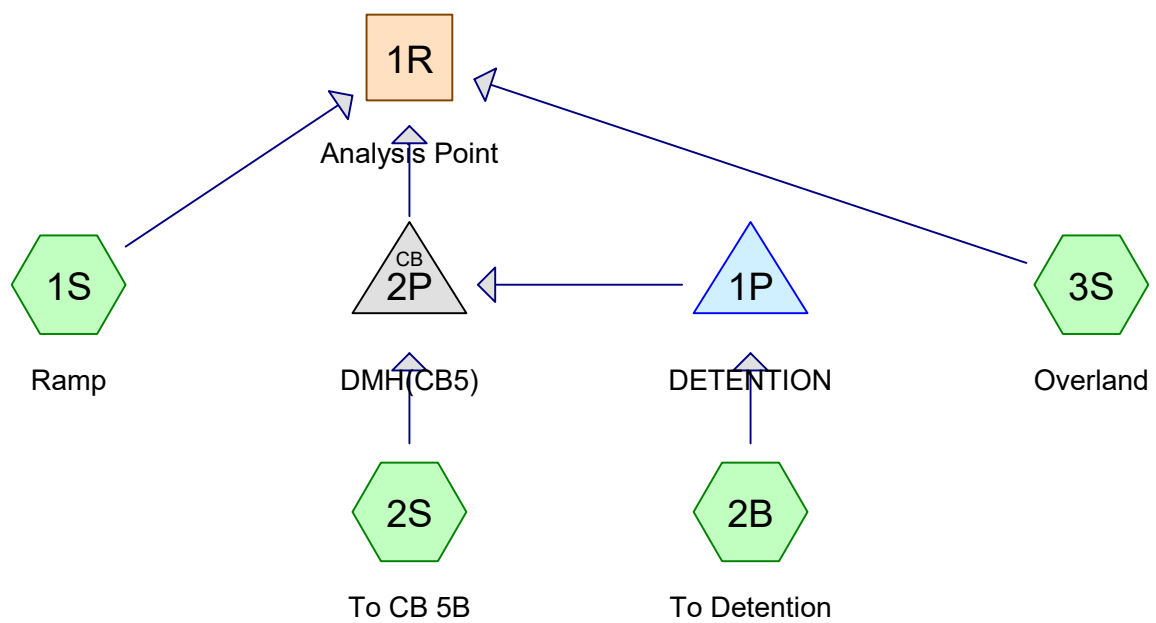 1R
Analysis Point
1S
Ramp
CB
2P
DMH(CB5)
1P
DETENTION
3S
Overland
2S
To CB 5B
2B
To Detention